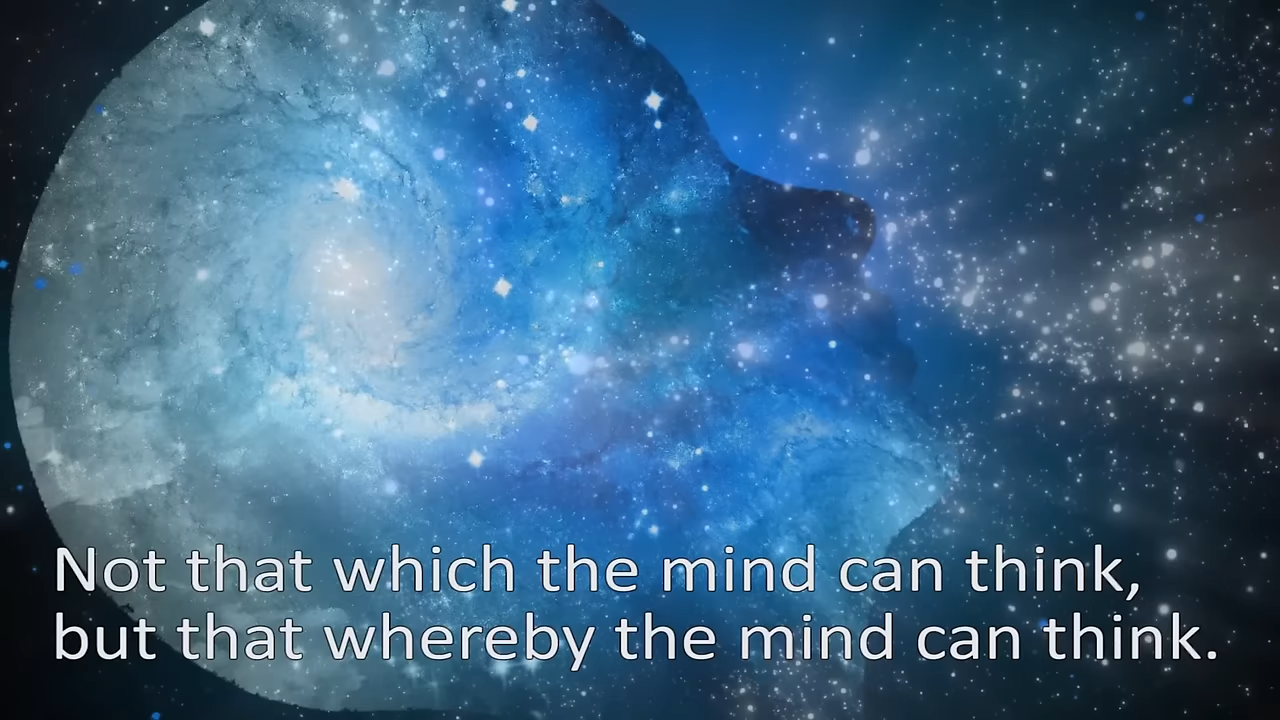 Not that which the mind can think,
but that whereby the mind can think.